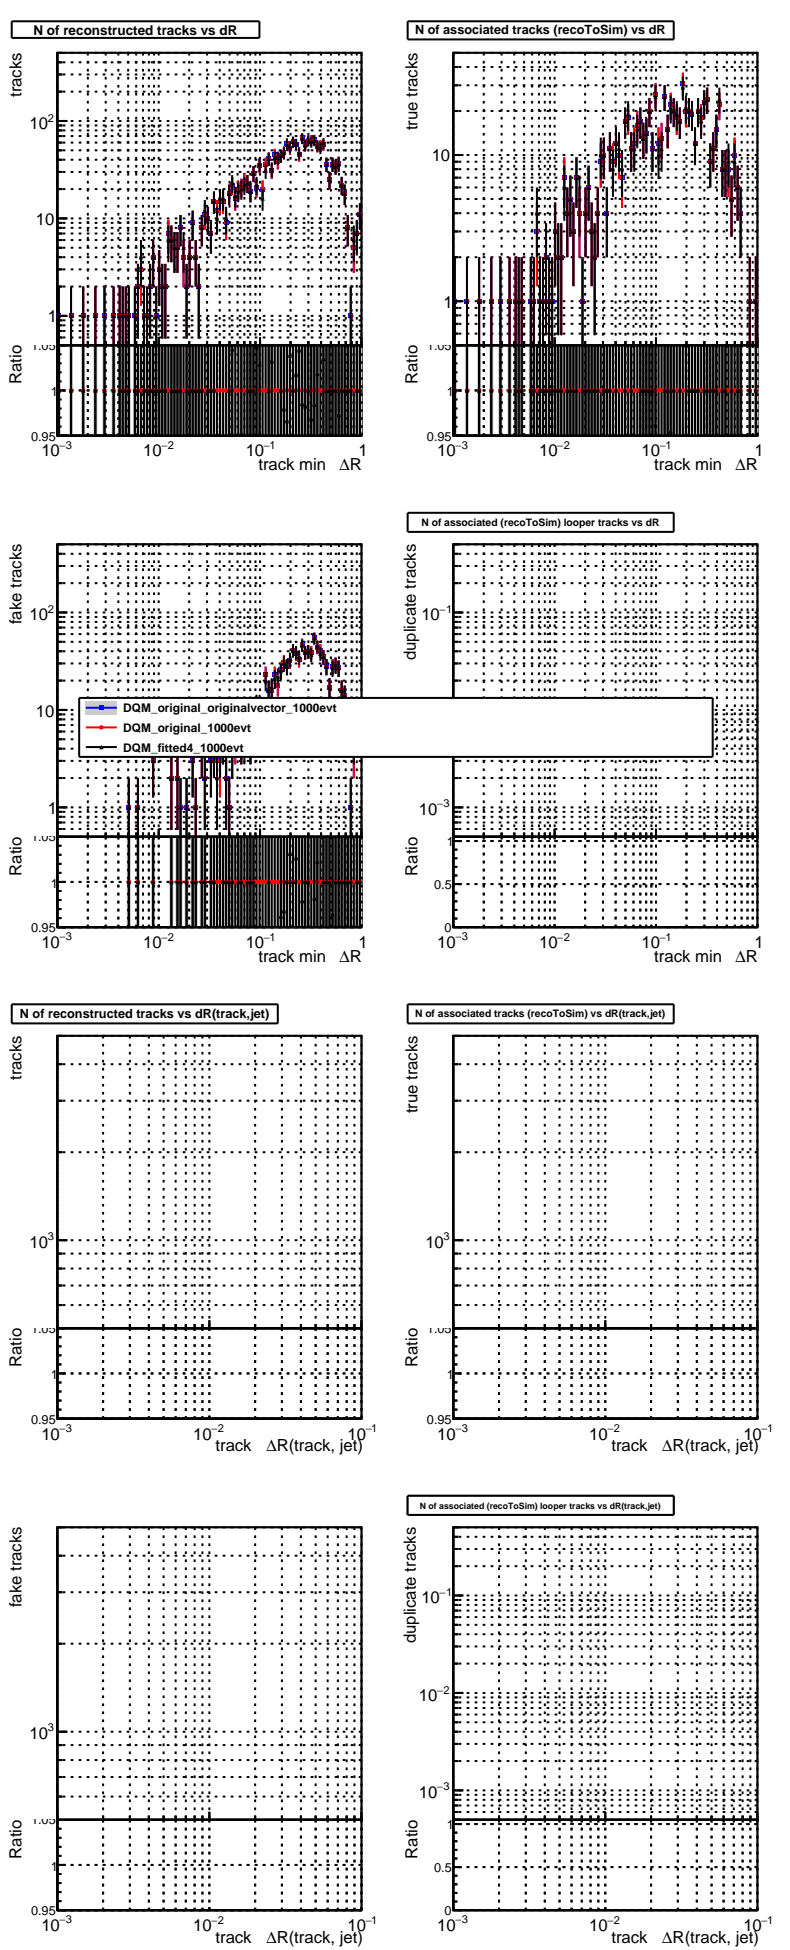 N of reconstructed tracks vs dR
N of associated tracks (recoToSim) vs dR
tracks
10²
10
1
Ratio
1.05
1
0.95
10⁻³ 10⁻² 10⁻¹ 1
track min ΔR
true tracks
10
1
Ratio
1.05
1
0.95
10⁻³ 10⁻² 10⁻¹ 1
track min ΔR
N of associated (recoToSim) looper tracks vs dR
fake tracks
10²
10
1
Ratio
1.05
1
0.95
10⁻³ 10⁻² 10⁻¹ 1
track min ΔR
duplicate tracks
10⁻¹
10⁻³
Ratio
1
0.5
0
10⁻³ 10⁻² 10⁻¹ 1
track min ΔR
DQM_original_originalvector_1000evt
DQM_original_1000evt
DQM_fitted4_1000evt
N of reconstructed tracks vs dR(track,jet)
N of associated tracks (recoToSim) vs dR(track,jet)
tracks
10³
Ratio
1.05
1
0.95
10⁻³ 10⁻² 10⁻¹
track ΔR(track, jet)
true tracks
10³
Ratio
1.05
1
0.95
10⁻³ 10⁻² 10⁻¹
track ΔR(track, jet)
N of associated (recoToSim) looper tracks vs dR(track,jet)
fake tracks
10³
Ratio
1.05
1
0.95
10⁻³ 10⁻² 10⁻¹
track ΔR(track, jet)
duplicate tracks
10⁻¹
10⁻²
10⁻³
Ratio
1
0.5
0
10⁻³ 10⁻² 10⁻¹
track ΔR(track, jet)